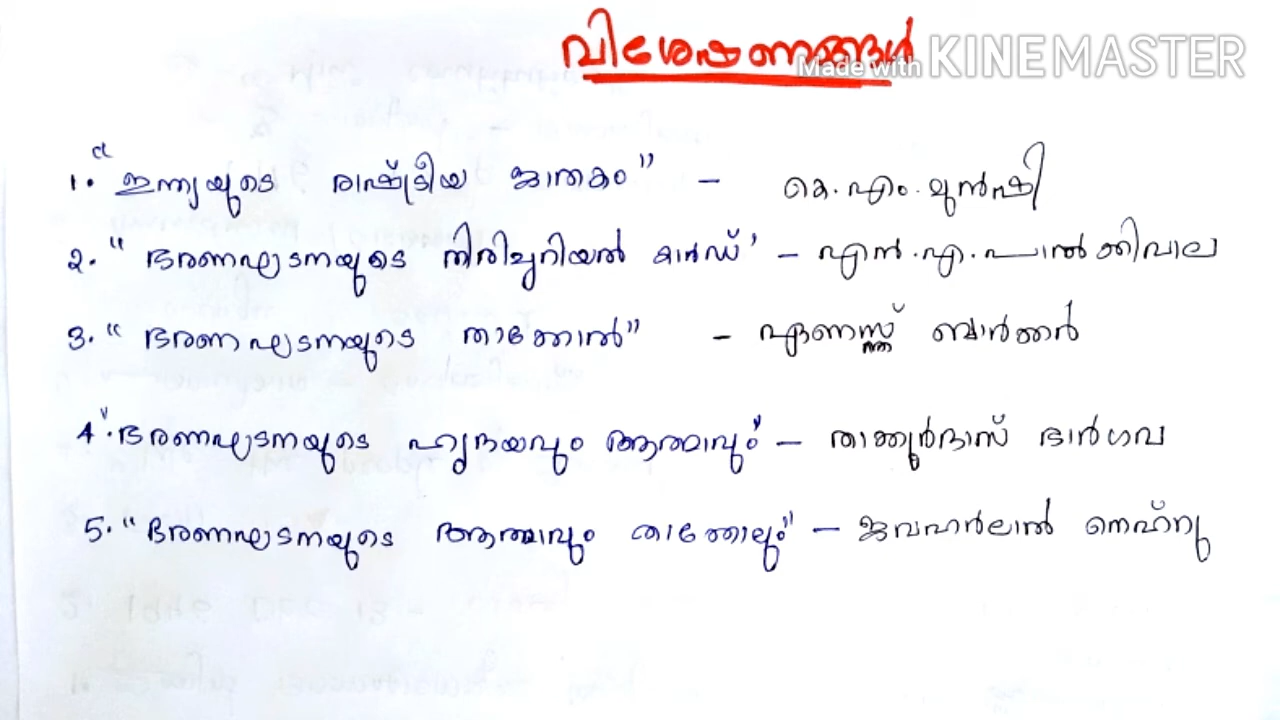 വിശേഷണങ്ങൾ
Made with KINEMASTER
1. "ഇന്ത്യയുടെ രാഷ്ട്രീയ ജാതകം" – കെ.എം.മുൻഷി
2. "ഭരണഘടനയുടെ തിരിച്ചറിയൽ കാർഡ്' – എൻ.എ.പാൽക്കിവാല
3. "ഭരണഘടനയുടെ താക്കോൽ" – ഏണസ്റ്റ് ബാർക്കർ
4. "ഭരണഘടനയുടെ ഹൃദയവും ആത്മാവും" – താക്കൂർദാസ് ഭാർഗവ
5. "ഭരണഘടനയുടെ ആത്മാവും താക്കോലും" – ജവഹർലാൽ നെഹ്റു